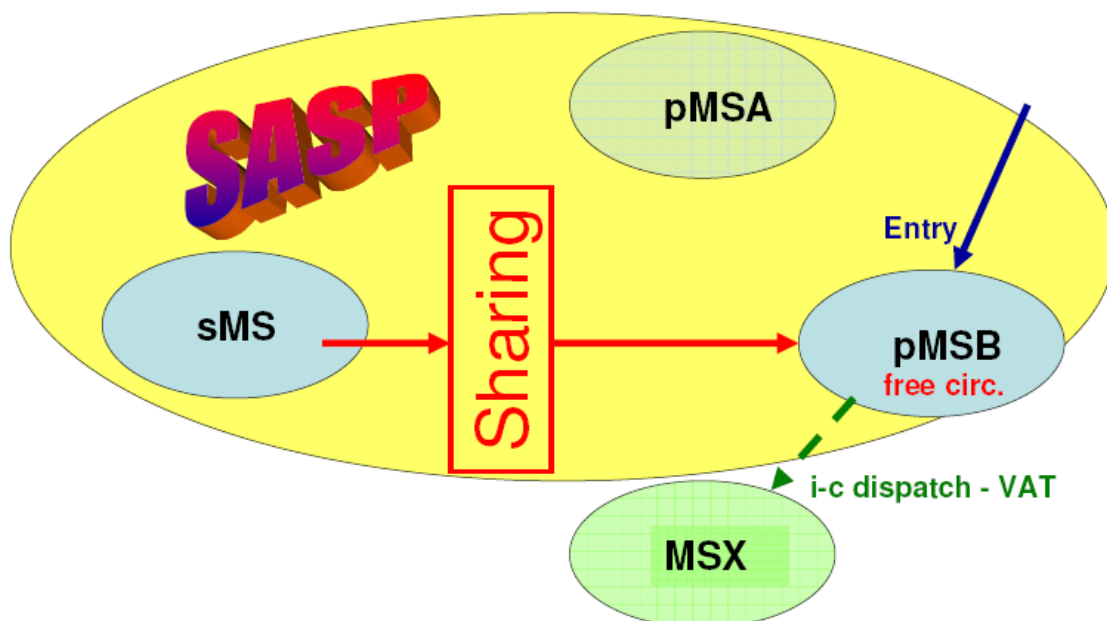 pMSA
SASP
Sharing
Entry
sMS
pMSB
free circ.
i-c dispatch - VAT
MSX